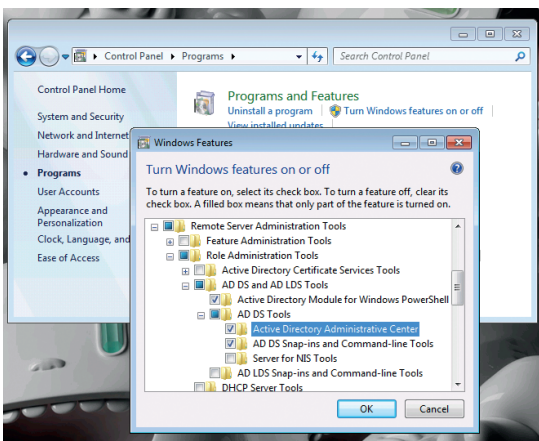 Control Panel
Programs
Search Control Panel
Control Panel Home
System and Security
Network and Internet
Hardware and Sound
Programs
User Accounts
Appearance and
Personalization
Clock, Language, and
Ease of Access
Programs and Features
Uninstall a program
Turn Windows features on or off
View installed updates
Windows Features
Turn Windows features on or off
To turn a feature on, select its check box. To turn a feature off, clear its
check box. A filled box means that only part of the feature is turned on.
Remote Server Administration Tools
Feature Administration Tools
Role Administration Tools
Active Directory Certificate Services Tools
AD DS and AD LDS Tools
Active Directory Module for Windows PowerShell
AD DS Tools
Active Directory Administrative Center
AD DS Snap-ins and Command-line Tools
Server for NIS Tools
AD LDS Snap-ins and Command-line Tools
DHCP Server Tools
OK
Cancel